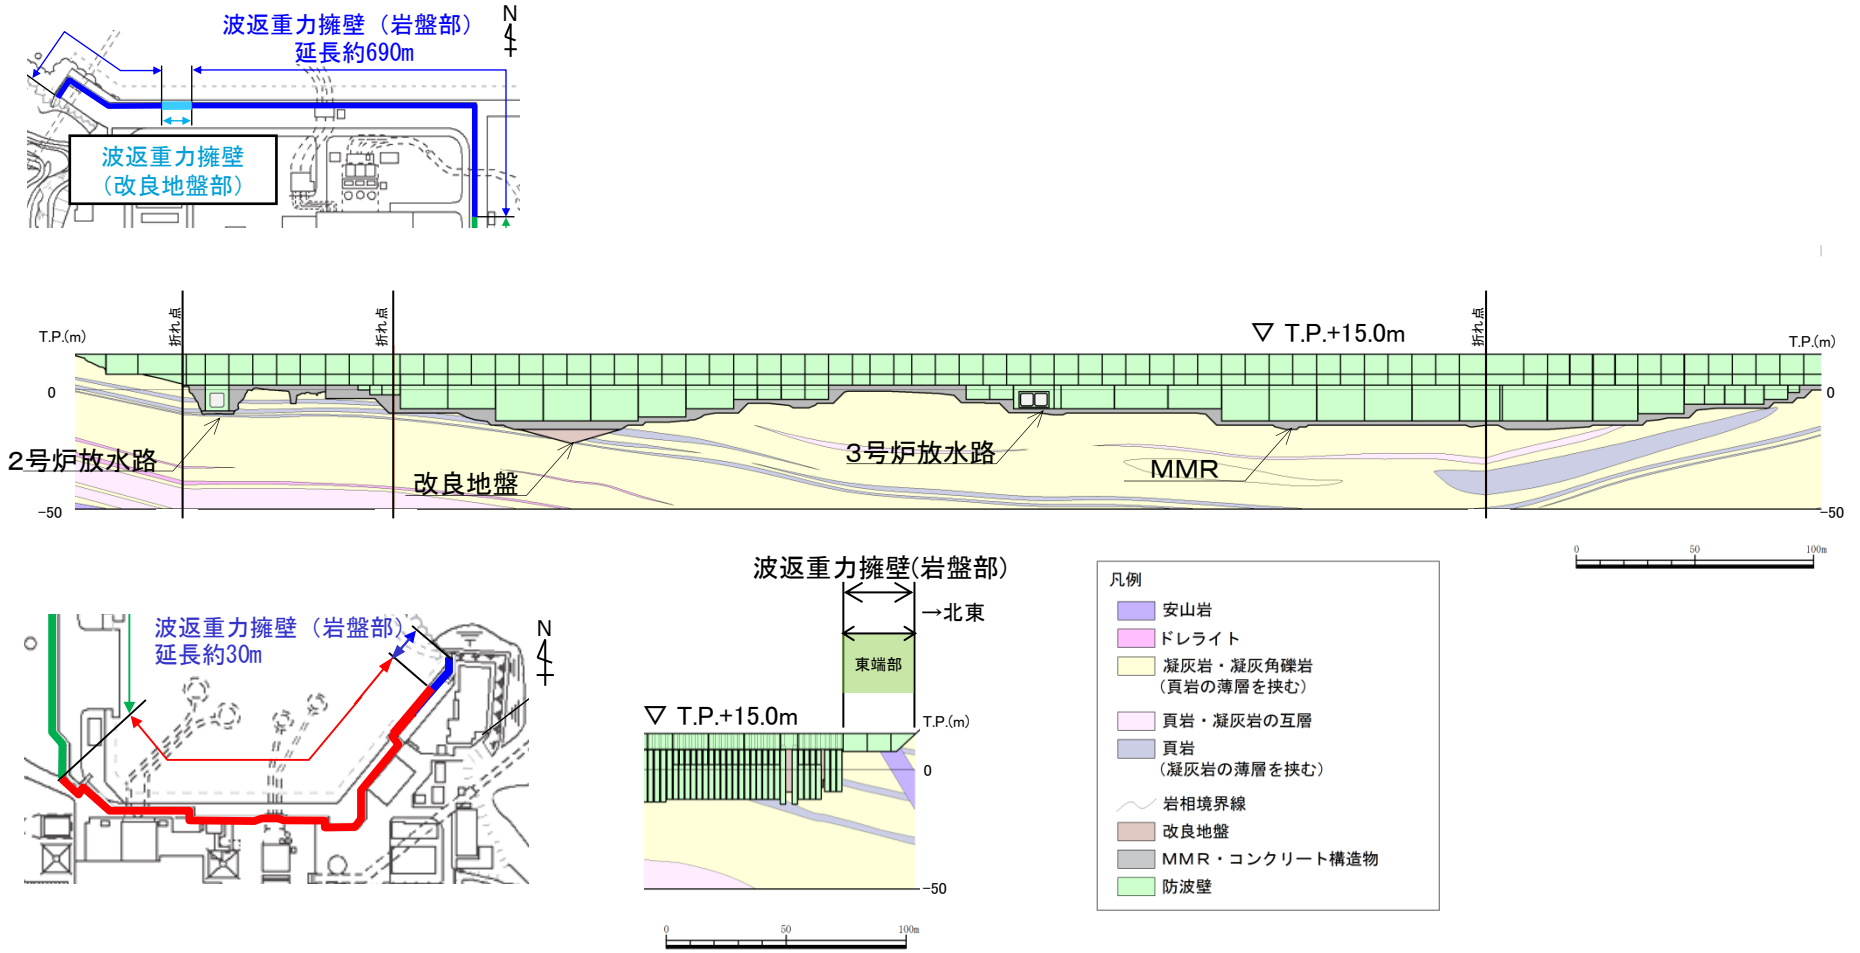 波返重力擁壁（岩盤部）
延長約690m
N
波返重力擁壁
（改良地盤部）
折れ点
折れ点
折れ点
T.P.(m)
▽ T.P.+15.0m
T.P.(m)
0
0
2号炉放水路
改良地盤
3号炉放水路
MMR
-50
-50
0 50 100m
波返重力擁壁(岩盤部)
→北東
東端部
▽ T.P.+15.0m
T.P.(m)
0
-50
0 50 100m
波返重力擁壁（岩盤部）
延長約30m
N
凡例
安山岩
ドレライト
凝灰岩・凝灰角礫岩
(頁岩の薄層を挟む)
頁岩・凝灰岩の互層
頁岩
(凝灰岩の薄層を挟む)
岩相境界線
改良地盤
MMR・コンクリート構造物
防波壁